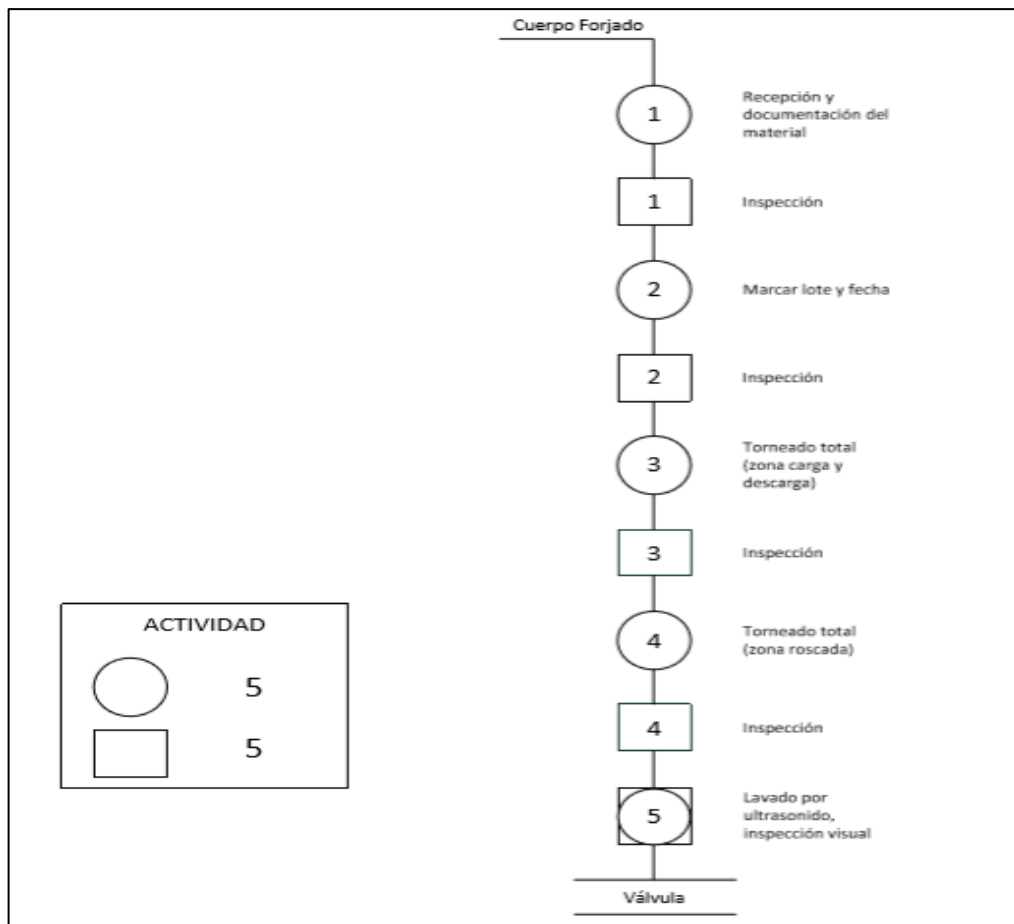 Cuerpo Forjado
1
Recepción y
documentación del
material
1
Inspección
2
Marcar lote y fecha
2
Inspección
3
Torneado total
(zona carga y
descarga)
3
Inspección
4
Torneado total
(zona roscada)
4
Inspección
5
Lavado por
ultrasonido,
inspección visual
Válvula
ACTIVIDAD
5
5